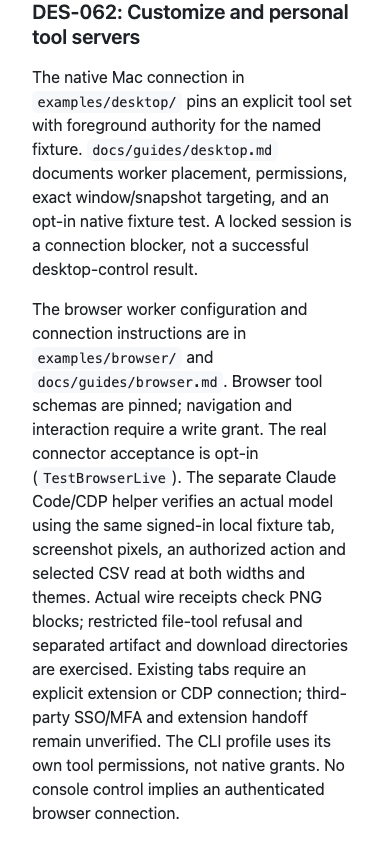 DES-062: Customize and personal
tool servers
The native Mac connection in
examples/desktop/ pins an explicit tool set
with foreground authority for the named
fixture. docs/guides/desktop.md
documents worker placement, permissions,
exact window/snapshot targeting, and an
opt-in native fixture test. A locked session is
a connection blocker, not a successful
desktop-control result.
The browser worker configuration and
connection instructions are in
examples/browser/ and
docs/guides/browser.md . Browser tool
schemas are pinned; navigation and
interaction require a write grant. The real
connector acceptance is opt-in
( TestBrowserLive ). The separate Claude
Code/CDP helper verifies an actual model
using the same signed-in local fixture tab,
screenshot pixels, an authorized action and
selected CSV read at both widths and
themes. Actual wire receipts check PNG
blocks; restricted file-tool refusal and
separated artifact and download directories
are exercised. Existing tabs require an
explicit extension or CDP connection; third-
party SSO/MFA and extension handoff
remain unverified. The CLI profile uses its
own tool permissions, not native grants. No
console control implies an authenticated
browser connection.